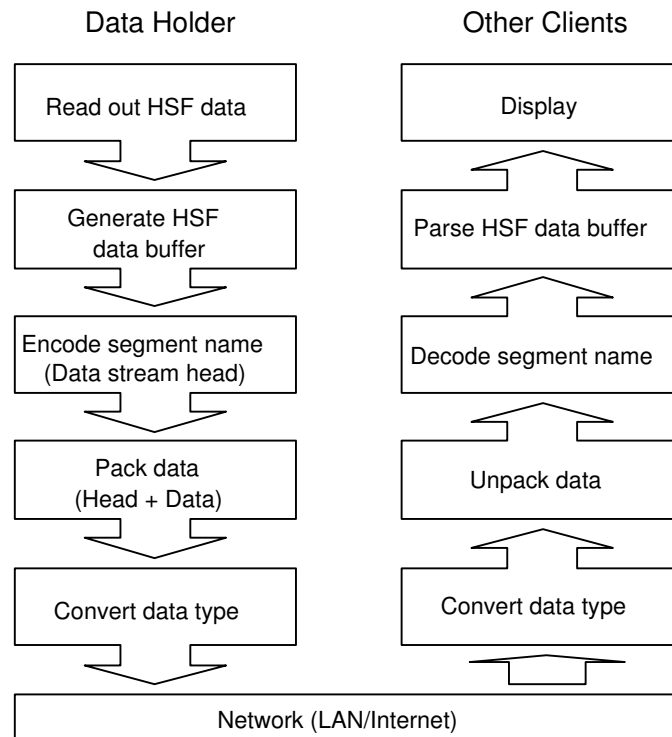 Data Holder
Read out HSF data
Generate HSF
data buffer
Encode segment name
(Data stream head)
Pack data
(Head + Data)
Convert data type
Other Clients
Display
Parse HSF data buffer
Decode segment name
Unpack data
Convert data type
Network (LAN/Internet)